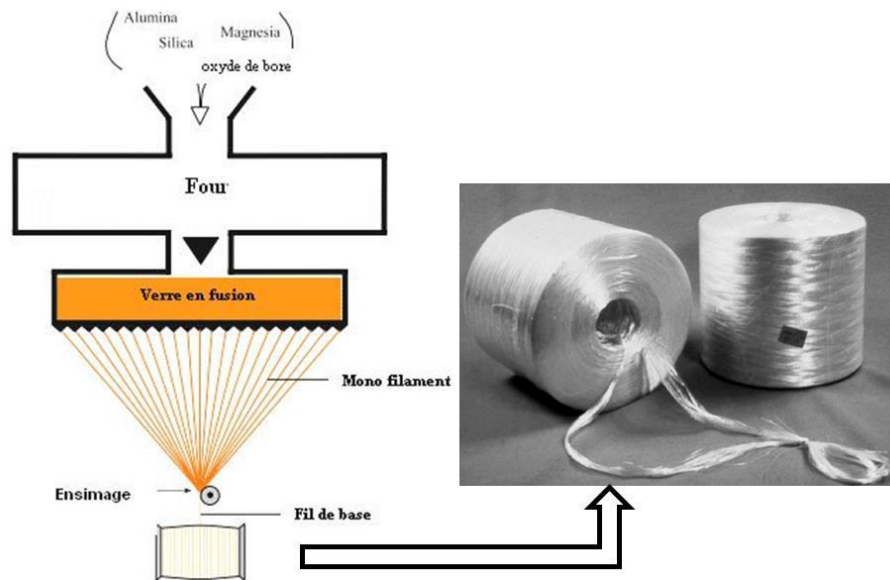 Alumina
Silica
Magnesia
oxyde de bore
Four
Verre en fusion
Mono filament
Ensimage
Fil de base